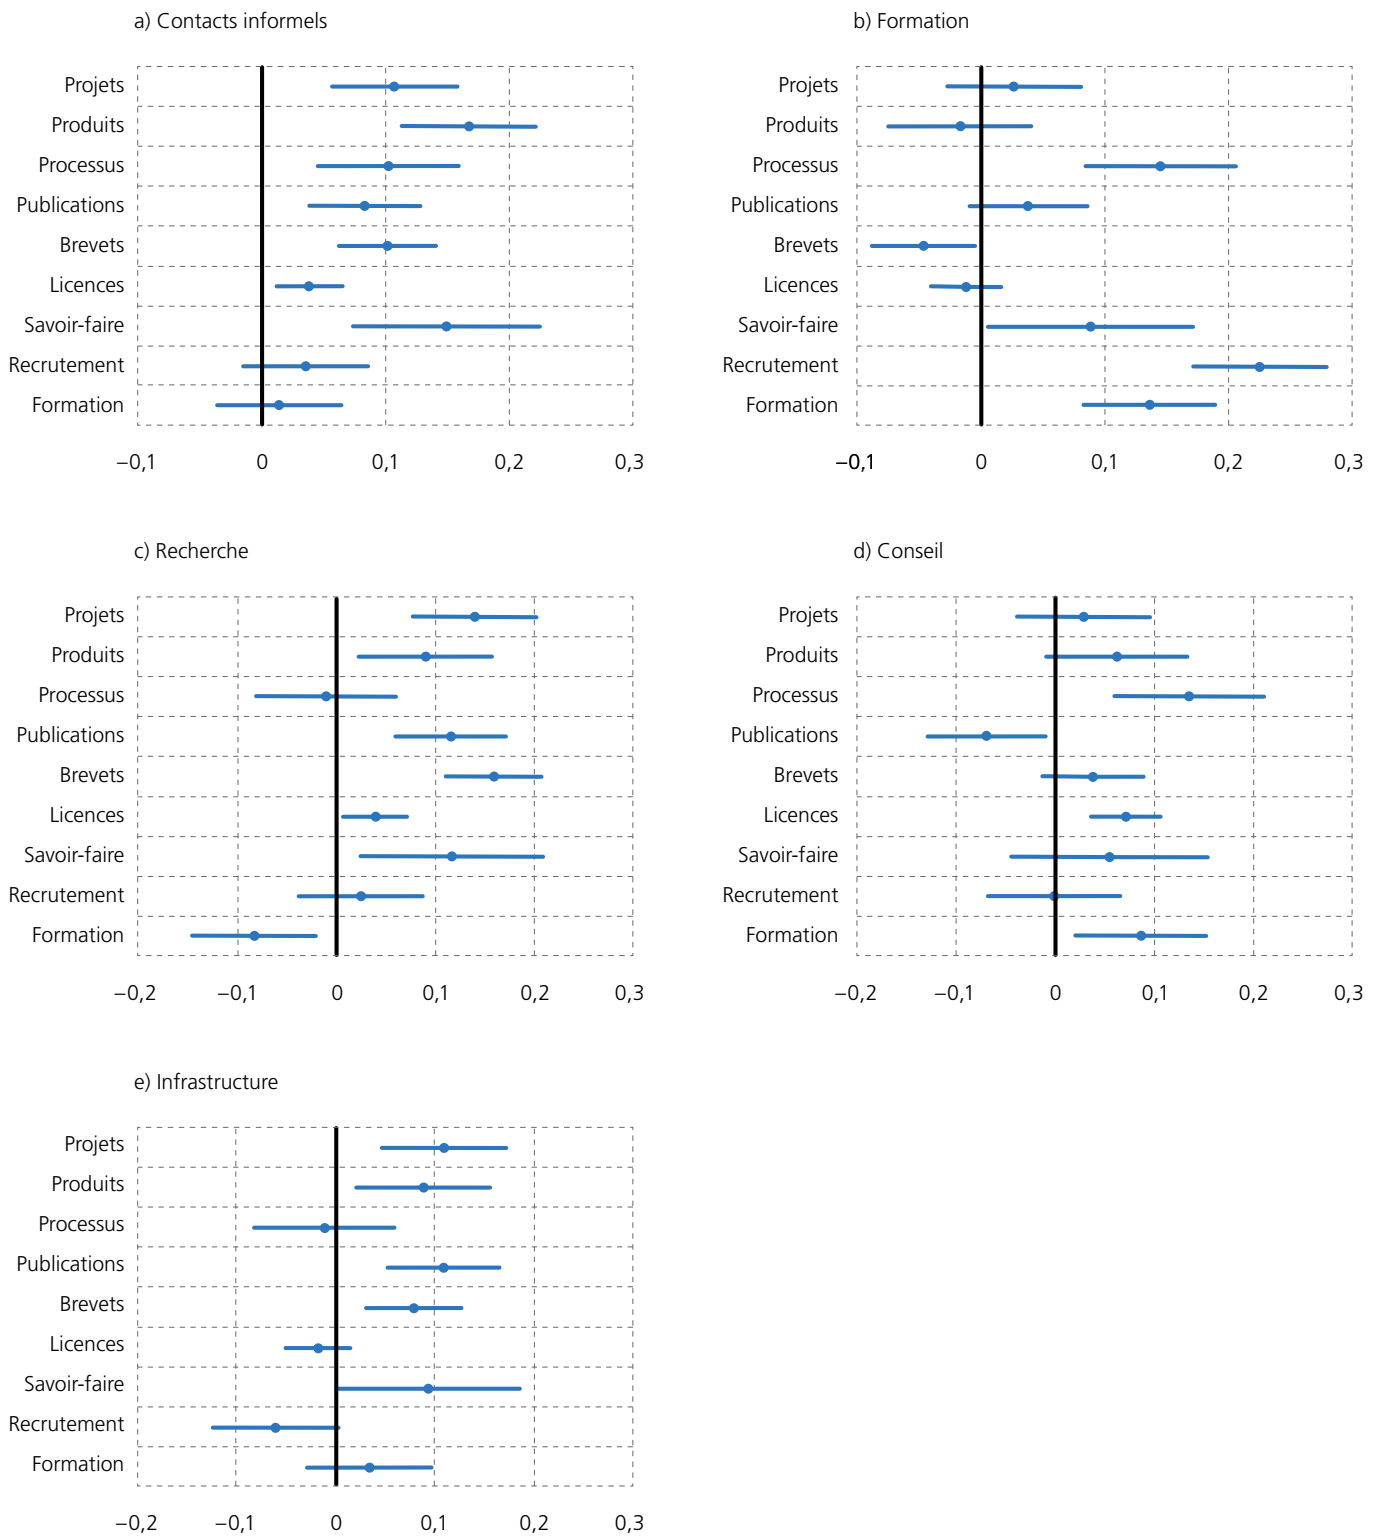 a) Contacts informels
Projets
Produits
Processus
Publications
Brevets
Licences
Savoir-faire
Recrutement
Formation
−0,1 0 0,1 0,2 0,3
b) Formation
Projets
Produits
Processus
Publications
Brevets
Licences
Savoir-faire
Recrutement
Formation
−0,1 0 0,1 0,2 0,3
c) Recherche
Projets
Produits
Processus
Publications
Brevets
Licences
Savoir-faire
Recrutement
Formation
−0,2 −0,1 0 0,1 0,2 0,3
d) Conseil
Projets
Produits
Processus
Publications
Brevets
Licences
Savoir-faire
Recrutement
Formation
−0,2 −0,1 0 0,1 0,2 0,3
e) Infrastructure
Projets
Produits
Processus
Publications
Brevets
Licences
Savoir-faire
Recrutement
Formation
−0,2 −0,1 0 0,1 0,2 0,3